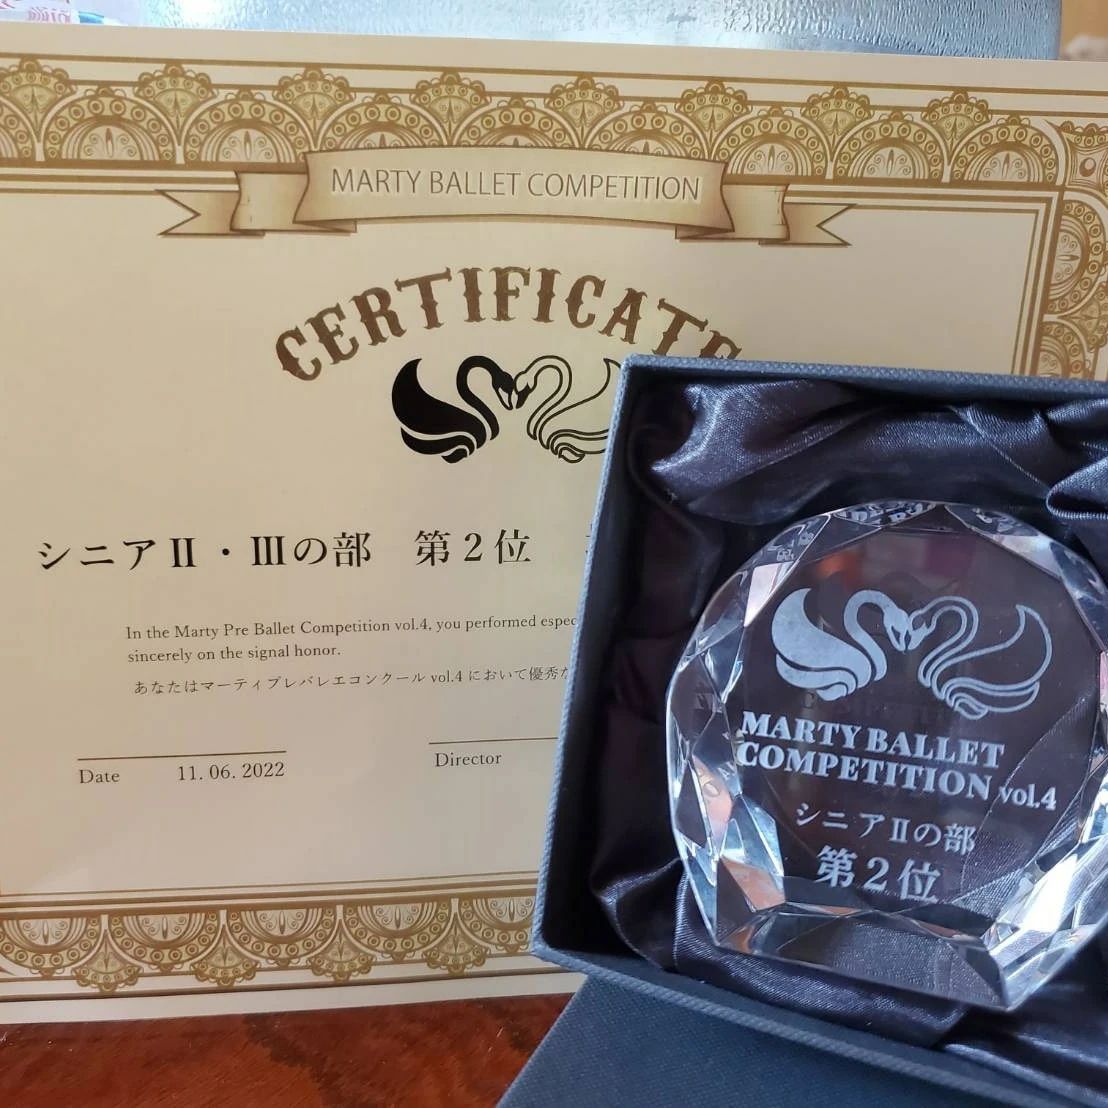 MARTY BALLET COMPETITION
CERTIFICATE
シニアⅡ・Ⅲの部 第2位
In the Marty Pre Ballet Competition vol.4, you performed
sincerely on the signal honor.
あなたはマーティプレバレエコンクール vol.4 において優秀な
Date 11. 06. 2022
Director
MARTY BALLET
COMPETITION vol.4
シニアⅡの部
第2位